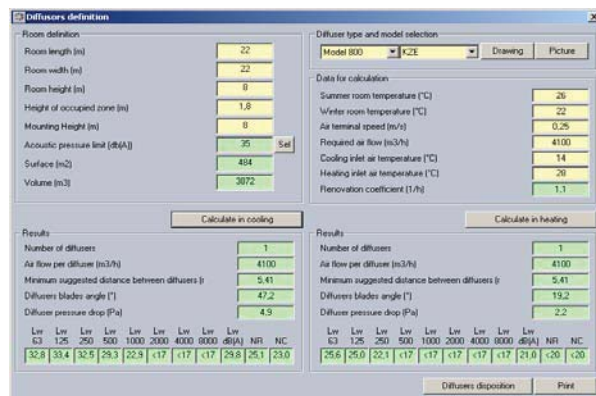 Diffusors definition
Room definition
Room length (m) 22
Room width (m) 22
Room height (m) 8
Height of occupied zone (m) 1,8
Mounting Height (m) 8
Acoustic pressure limit (db(A)) 35 Sel
Surface (m2) 484
Volume (m3) 3872
Diffuser type and model selection
Model 800 KZE Drawing Picture
Data for calculation
Summer room temperature (°C) 26
Winter room temperature (°C) 22
Air terminal speed (m/s) 0,25
Required air flow (m3/h) 4100
Cooling inlet air temperature (°C) 14
Heating inlet air temperature (°C) 28
Renovation coefficient (1/h) 1,1
Calculate in cooling
Calculate in heating
Results
Number of diffusers 1
Air flow per diffuser (m3/h) 4100
Minimum suggested distance between diffusers (r 5,41
Diffusers blades angle (°) 47,2
Diffuser pressure drop (Pa) 4,9
Lw Lw Lw Lw Lw Lw Lw Lw Lw
63 125 250 500 1000 2000 4000 8000 dB(A) NR NC
32,8 33,4 32,5 29,3 22,9 <17 <17 <17 29,8 25,1 23,0
Results
Number of diffusers 1
Air flow per diffuser (m3/h) 4100
Minimum suggested distance between diffusers (r 5,41
Diffusers blades angle (°) 19,2
Diffuser pressure drop (Pa) 2,2
Lw Lw Lw Lw Lw Lw Lw Lw Lw
63 125 250 500 1000 2000 4000 8000 dB(A) NR NC
25,6 25,0 22,1 <17 <17 <17 <17 <17 21,0 <20 <20
Diffusers disposition Print